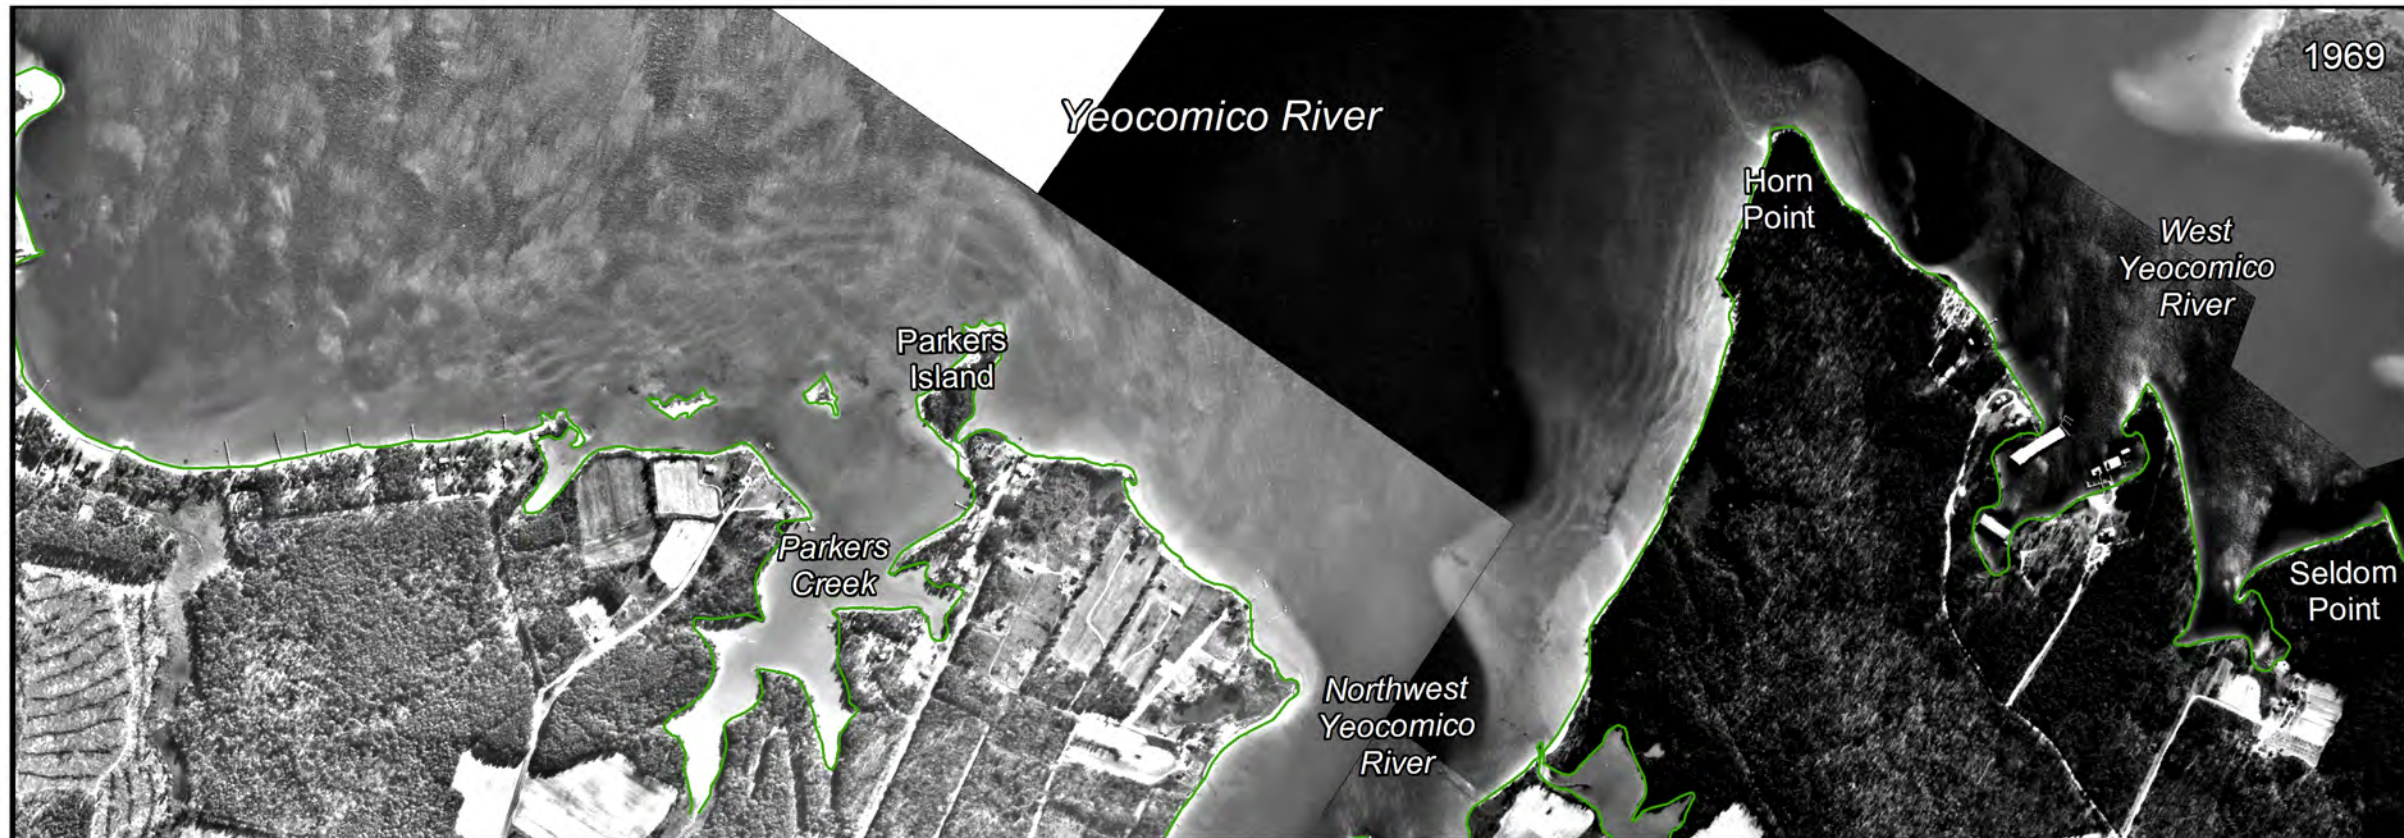 1969
Yeocomico River
Horn
Point
West
Yeocomico
River
Parkers
Island
Parkers
Creek
Seldom
Point
Northwest
Yeocomico
River